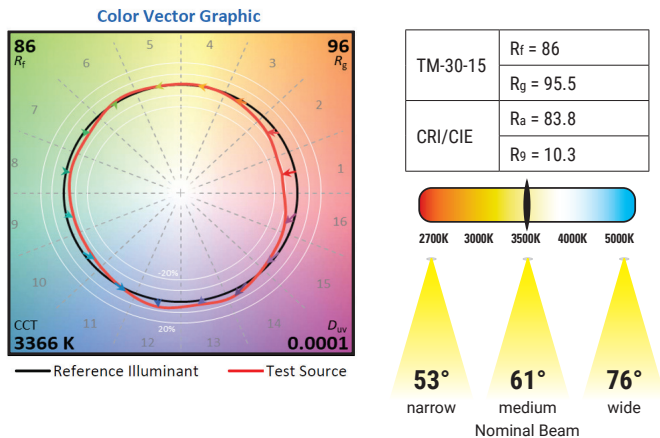 Color Vector Graphic
86
Rf
96
Rg
5
4
6
3
7
2
8
1
9
16
10
15
11
14
12
13
-20%
20%
CCT
3366 K
Duv
0.0001
Reference Illuminant
Test Source
TM-30-15
Rf = 86
Rg = 95.5
CRI/CIE
Ra = 83.8
R9 = 10.3
2700K 3000K 3500K 4000K 5000K
53° 61° 76°
narrow medium wide
Nominal Beam